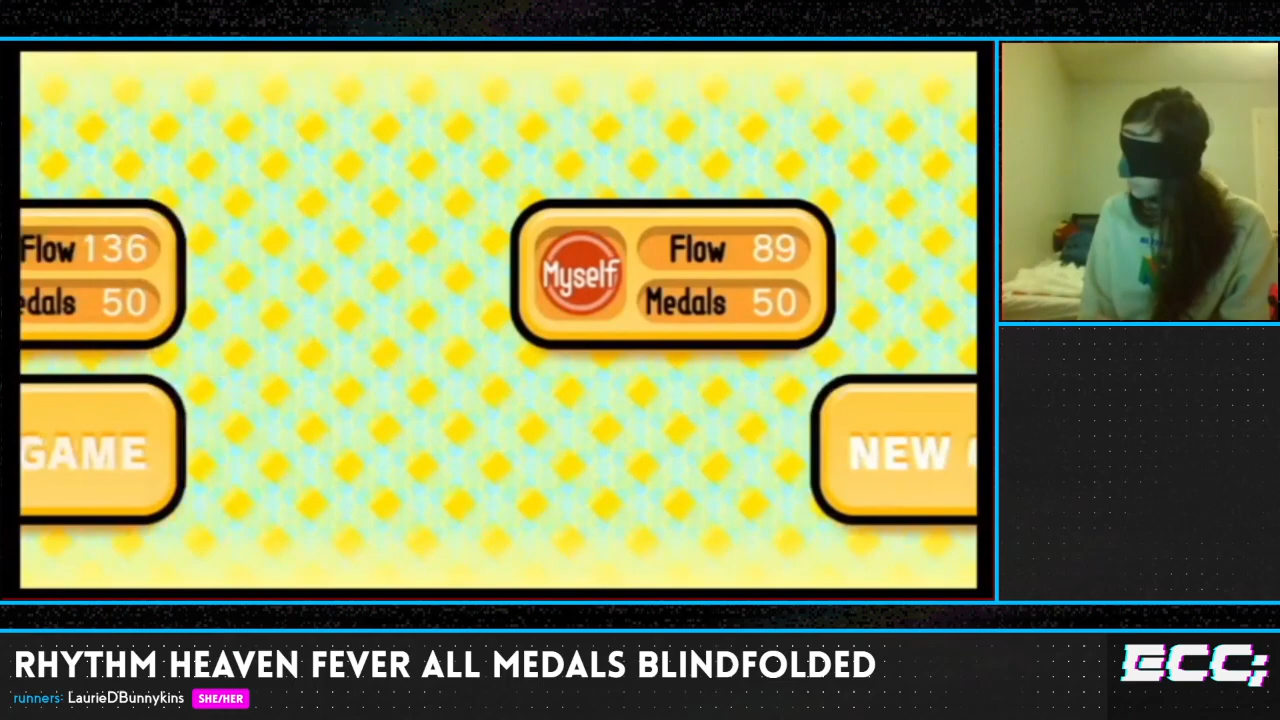 Flow 136
edals 50
Myself
Flow 89
Medals 50
GAME
NEW
RHYTHM HEAVEN FEVER ALL MEDALS BLINDFOLDED
runners: LaurieDBunnykins SHE/HER
ECC;